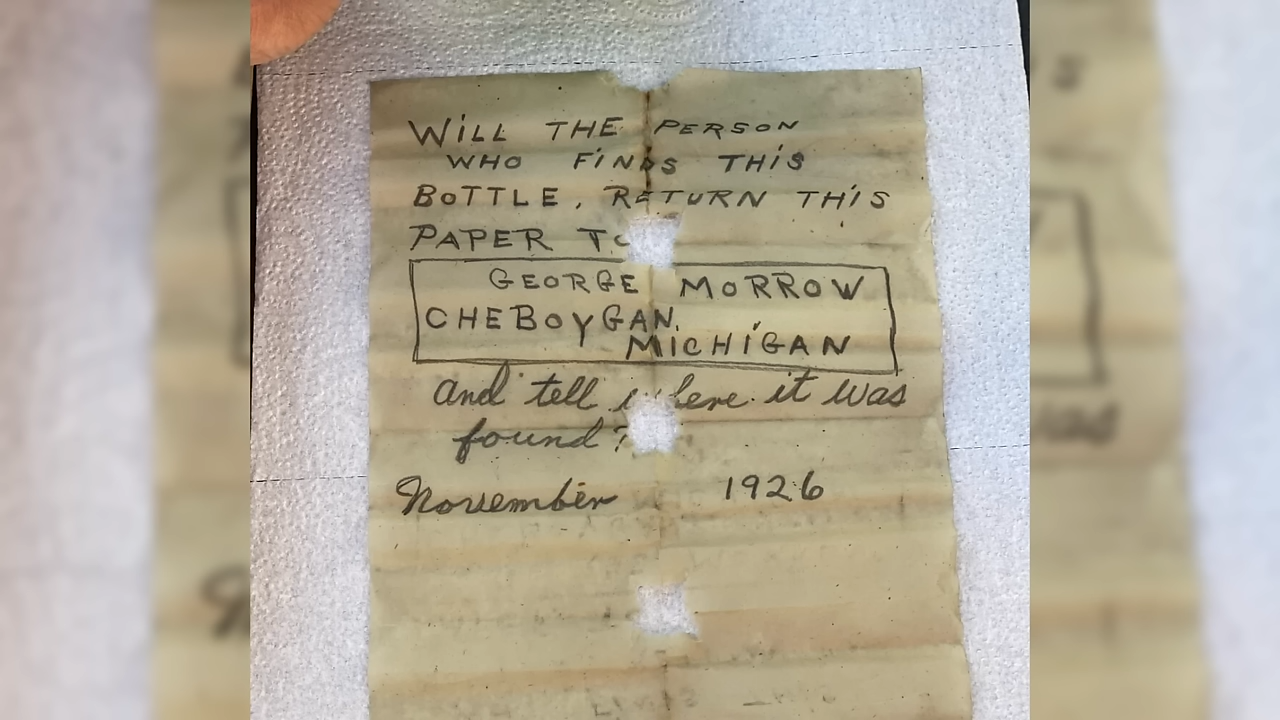 WiLL THE PERSON
WHO FiNDS THiS
BOTTLE, RETURN THiS
PAPER TO
GEORGE MORROW
CHEBOYGAN,
MiCHiGAN
and tell where it was
found?
November 1926